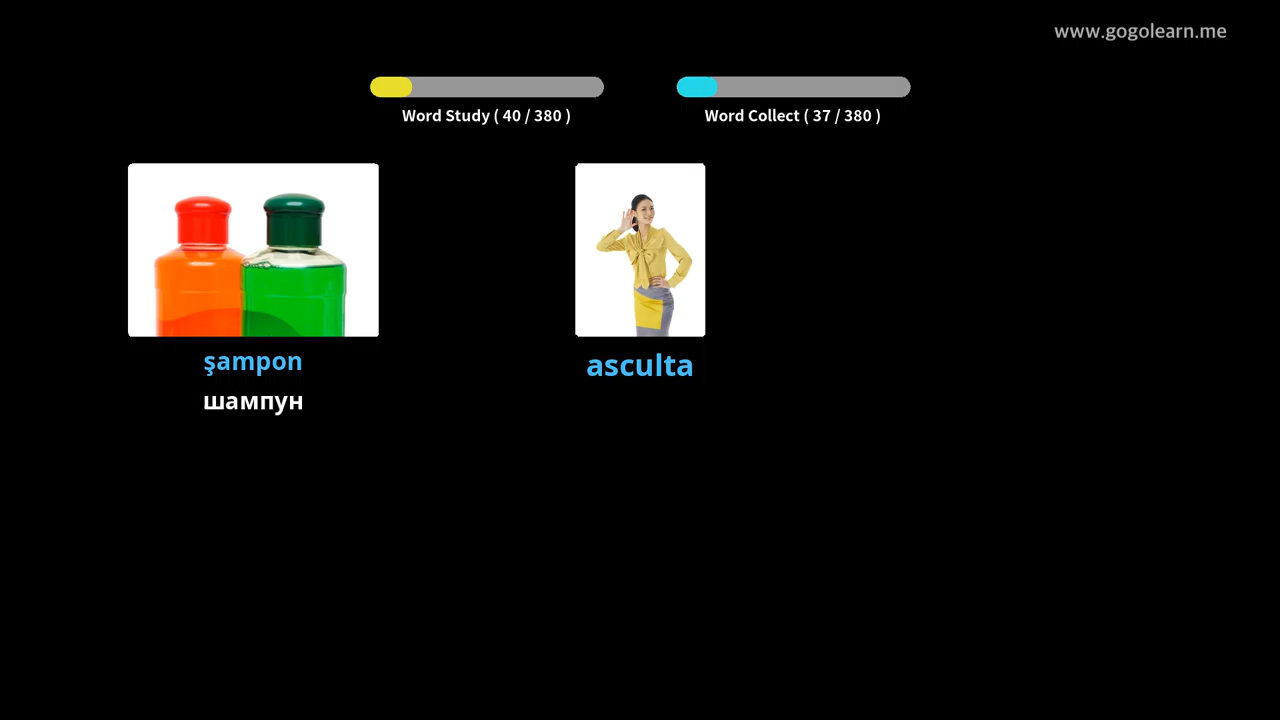 www.gogolearn.me
Word Study ( 40 / 380 )
Word Collect ( 37 / 380 )
şampon
шампун
asculta